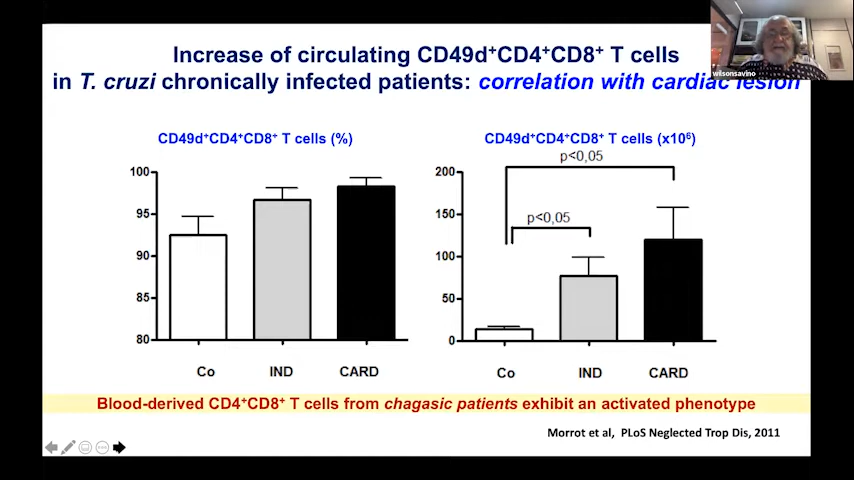 Increase of circulating CD49d⁺CD4⁺CD8⁺ T cells
in T. cruzi chronically infected patients: correlation with cardiac lesion
wilsonsavino
CD49d⁺CD4⁺CD8⁺ T cells (%)
100
95
90
85
80
Co IND CARD
CD49d⁺CD4⁺CD8⁺ T cells (x10⁶)
p<0,05
p<0,05
200
150
100
50
0
Co IND CARD
Blood-derived CD4⁺CD8⁺ T cells from chagasic patients exhibit an activated phenotype
Morrot et al, PLoS Neglected Trop Dis, 2011